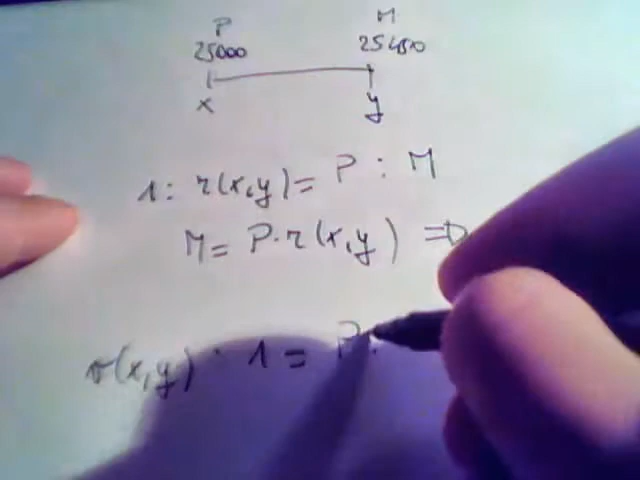 P M
25000 25450
x y
1: r(x,y) = P : M
M = P·r(x,y) ⇒
v(x,y) : 1 = P :